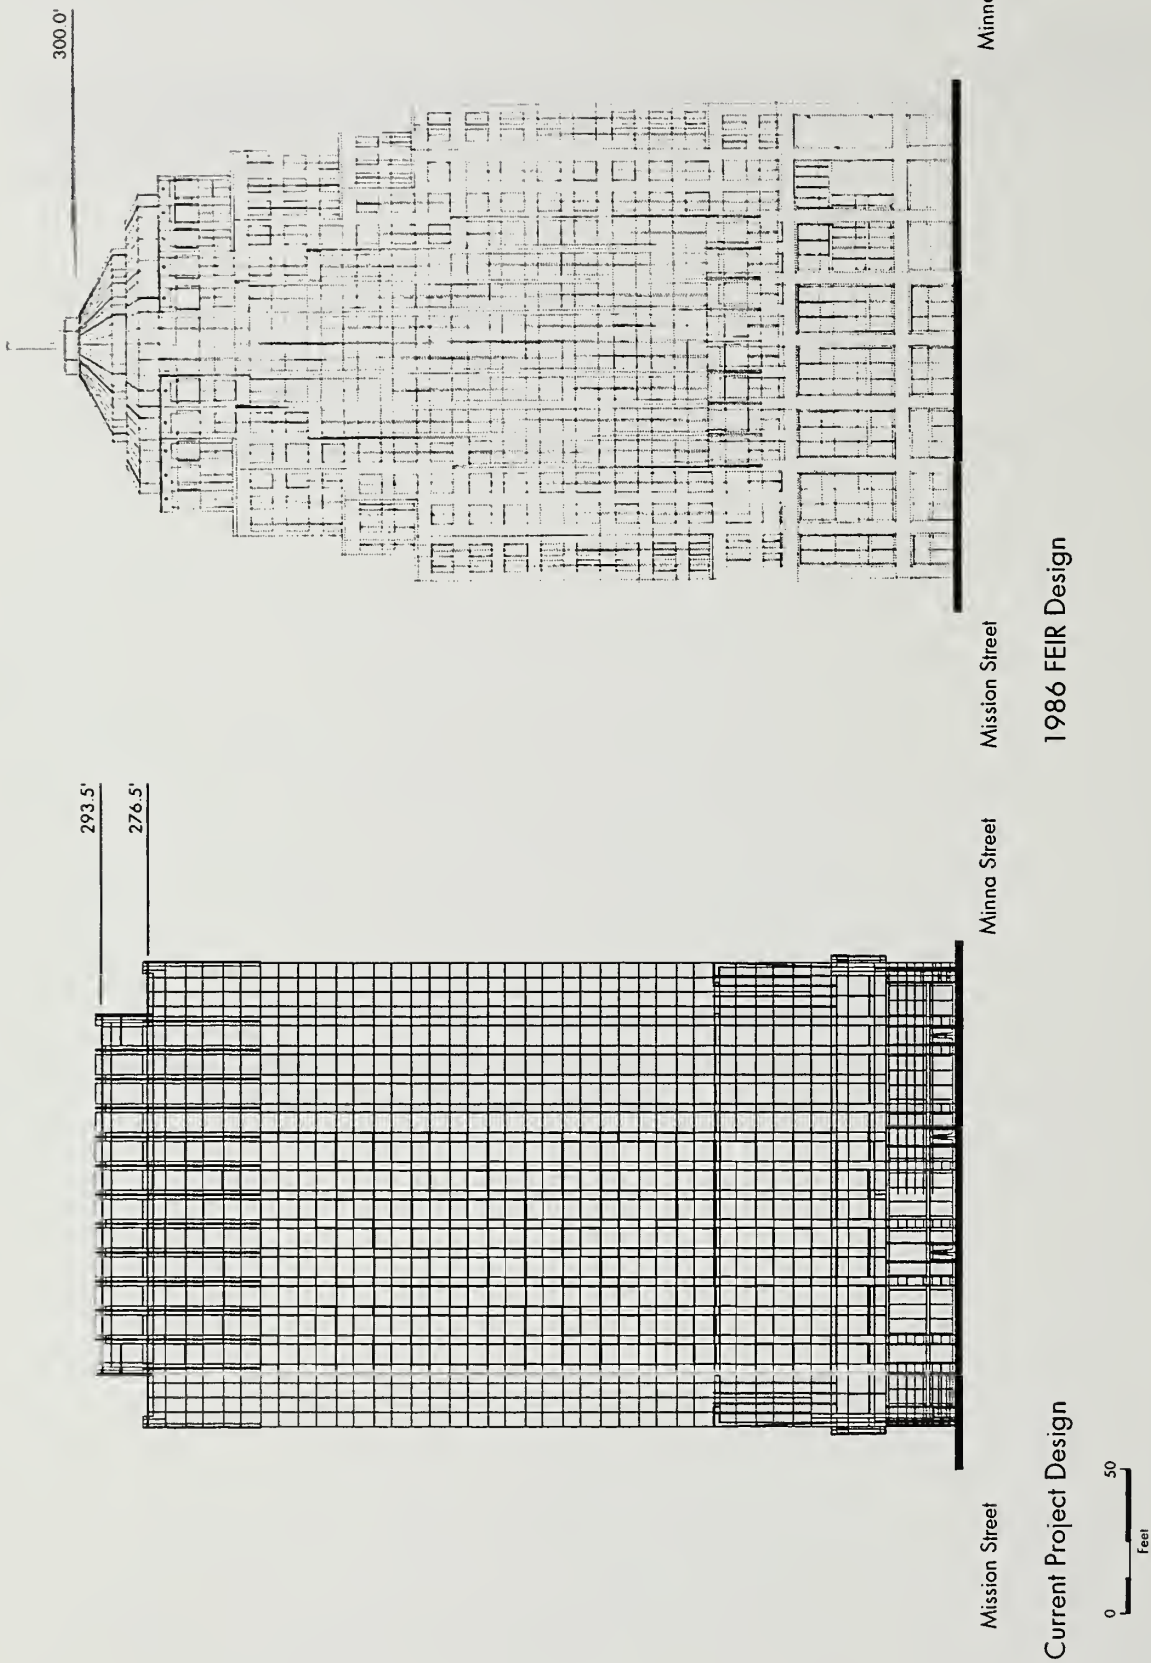 300.0'
Minna
Mission Street
1986 FEIR Design
293.5'
276.5'
Minna Street
Mission Street
Current Project Design
0
50
Feet